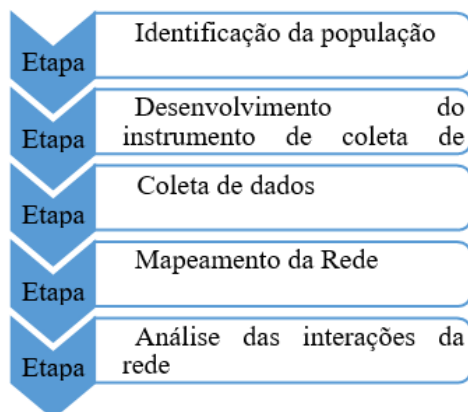 Identificação da população
Etapa
Desenvolvimento do
instrumento de coleta de
Etapa
Coleta de dados
Etapa
Mapeamento da Rede
Etapa
Análise das interações da
rede
Etapa